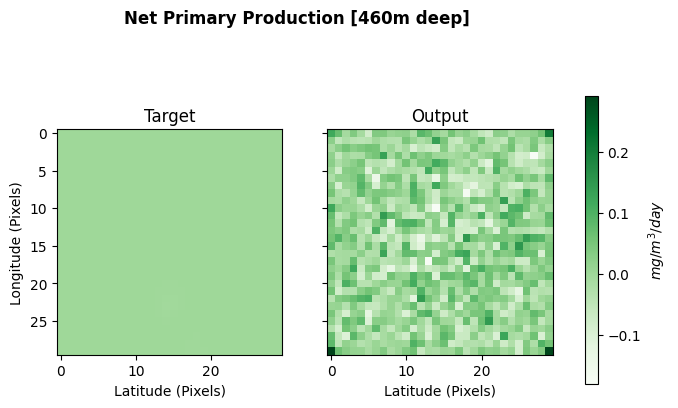 Net Primary Production [460m deep]
Target
Output
0
5
10
15
20
25
Longitude (Pixels)
0
10
20
Latitude (Pixels)
0
10
20
Latitude (Pixels)
0.2
0.1
0.0
−0.1
mg/m³/day